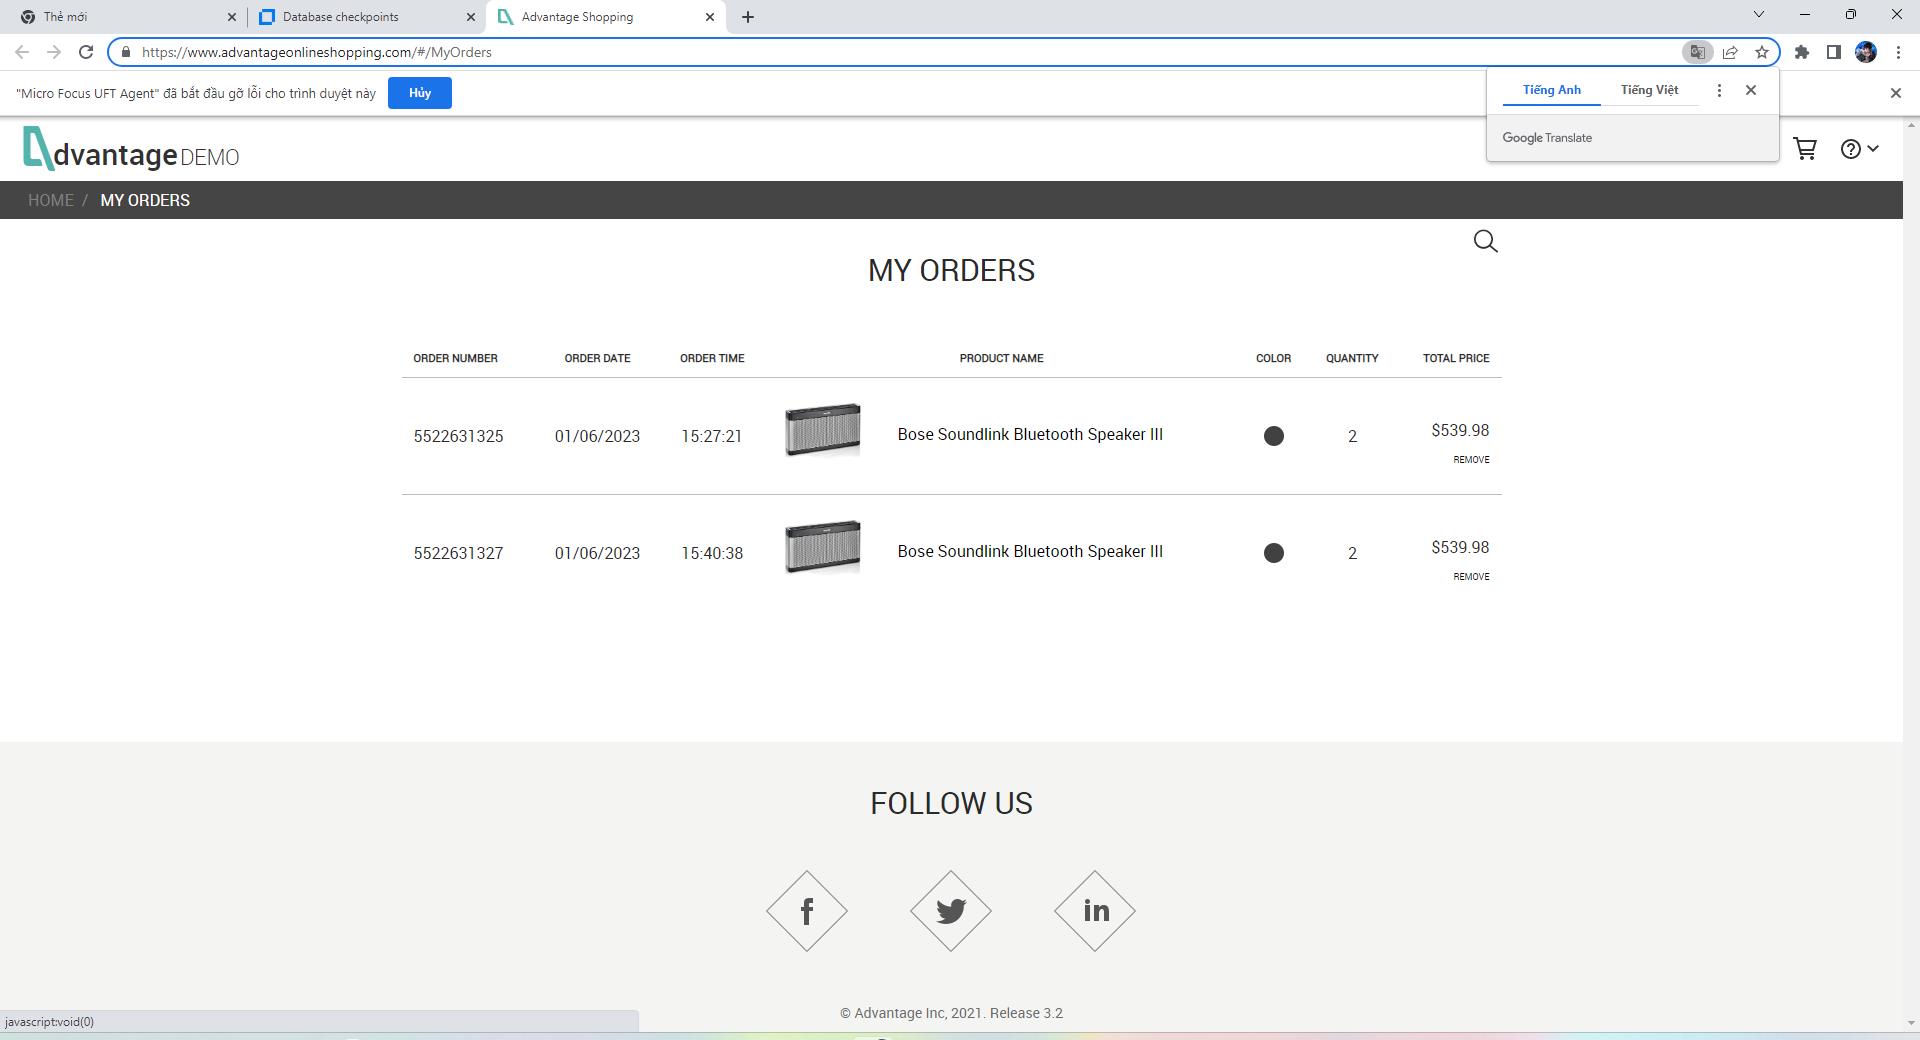 Thẻ mới
Database checkpoints
Advantage Shopping
https://www.advantageonlineshopping.com/#/MyOrders
"Micro Focus UFT Agent" đã bắt đầu gỡ lỗi cho trình duyệt này
Hủy
Tiếng Anh
Tiếng Việt
Google Translate
dvantage DEMO
HOME / MY ORDERS
MY ORDERS
ORDER NUMBER ORDER DATE ORDER TIME PRODUCT NAME COLOR QUANTITY TOTAL PRICE
5522631325 01/06/2023 15:27:21 Bose Soundlink Bluetooth Speaker III 2 $539.98
REMOVE
5522631327 01/06/2023 15:40:38 Bose Soundlink Bluetooth Speaker III 2 $539.98
REMOVE
FOLLOW US
f
in
© Advantage Inc, 2021. Release 3.2
javascript:void(0)